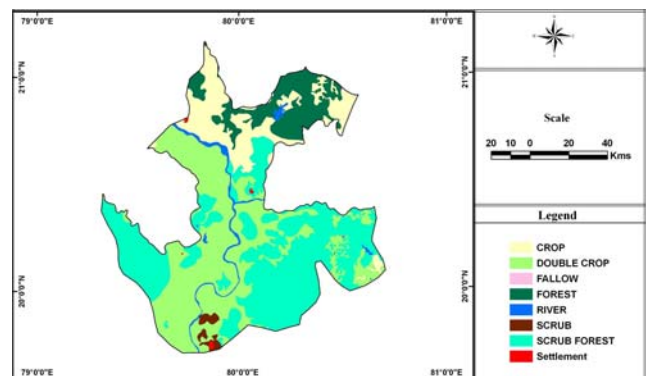 79°0'0"E 80°0'0"E 81°0'0"E
21°0'0"N 21°0'0"N
Scale
20 10 0 20 40
Kms
Legend
CROP
DOUBLE CROP
FALLOW
FOREST
RIVER
SCRUB
SCRUB FOREST
Settlement
20°0'0"N 20°0'0"N
79°0'0"E 80°0'0"E 81°0'0"E